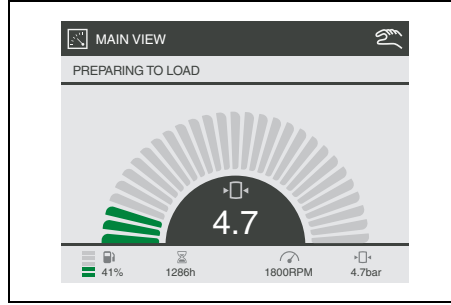 MAIN VIEW
PREPARING TO LOAD
4.7
41% 1286h 1800RPM 4.7bar